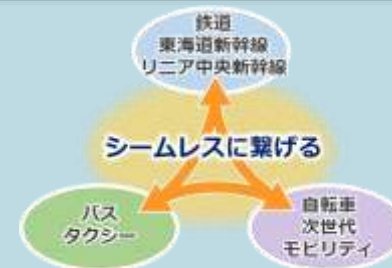 鉄道
東海道新幹線
リニア中央新幹線
シームレスに繋げる
バス
タクシー
自転車
次世代
モビリティ